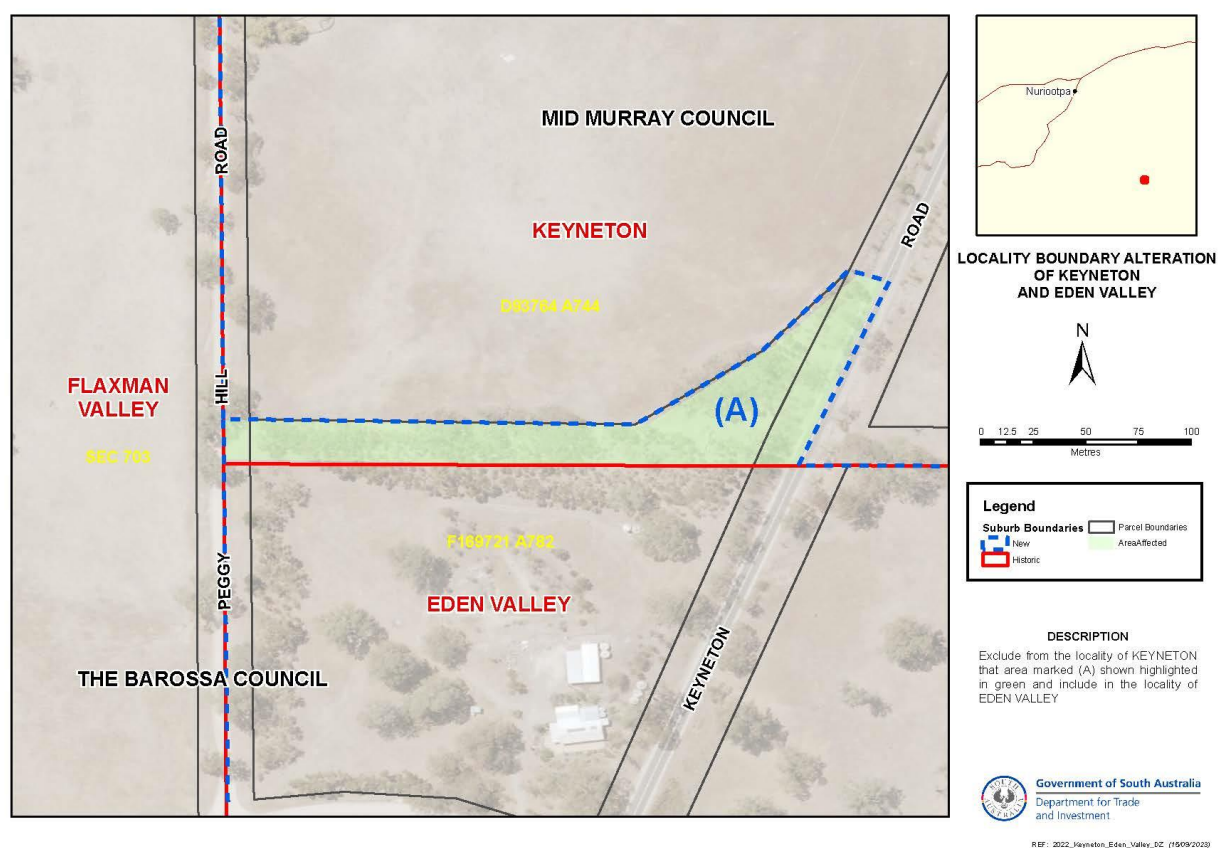 MID MURRAY COUNCIL
ROAD
KEYNETON
ROAD
D93764 A744
FLAXMAN
VALLEY
HILL
(A)
SEC 703
F169721 A782
PEGGY
EDEN VALLEY
KEYNETON
THE BAROSSA COUNCIL
Nuriootpa
LOCALITY BOUNDARY ALTERATION
OF KEYNETON
AND EDEN VALLEY
N
0 12.5 25 50 75 100
Metres
Legend
Suburb Boundaries
New
Historic
Parcel Boundaries
AreaAffected
DESCRIPTION
Exclude from the locality of KEYNETON
that area marked (A) shown highlighted
in green and include in the locality of
EDEN VALLEY
SOUTH
AUSTRALIA
Government of South Australia
Department for Trade
and Investment
REF: 2022_Keyneton_Eden_Valley_DZ (15/09/2023)